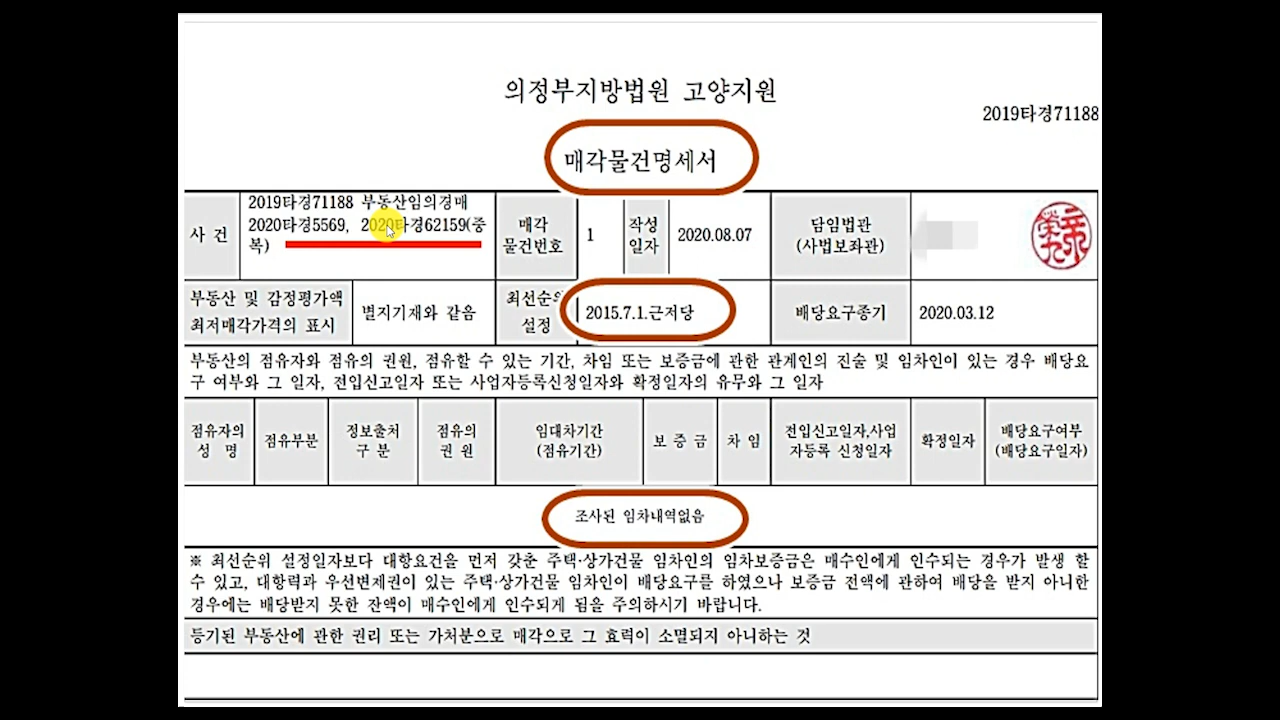 의정부지방법원 고양지원
2019타경71188
매각물건명세서
사 건
2019타경71188 부동산임의경매
2020타경5569, 2020타경62159(중
복)
매각
물건번호
1
작성
일자
2020.08.07
담임법관
(사법보좌관)
부동산 및 감정평가액
최저매각가격의 표시
별지기재와 같음
최선순위
설정
2015.7.1.근저당
배당요구종기
2020.03.12
부동산의 점유자와 점유의 권원, 점유할 수 있는 기간, 차임 또는 보증금에 관한 관계인의 진술 및 임차인이 있는 경우 배당요
구 여부와 그 일자, 전입신고일자 또는 사업자등록신청일자와 확정일자의 유무와 그 일자
점유자의
성 명
점유부분
정보출처
구 분
점유의
권 원
임대차기간
(점유기간)
보 증 금
차 임
전입신고일자,사업
자등록 신청일자
확정일자
배당요구여부
(배당요구일자)
조사된 임차내역없음
※ 최선순위 설정일자보다 대항요건을 먼저 갖춘 주택·상가건물 임차인의 임차보증금은 매수인에게 인수되는 경우가 발생 할
수 있고, 대항력과 우선변제권이 있는 주택·상가건물 임차인이 배당요구를 하였으나 보증금 전액에 관하여 배당을 받지 아니한
경우에는 배당받지 못한 잔액이 매수인에게 인수되게 됨을 주의하시기 바랍니다.
등기된 부동산에 관한 권리 또는 가처분으로 매각으로 그 효력이 소멸되지 아니하는 것